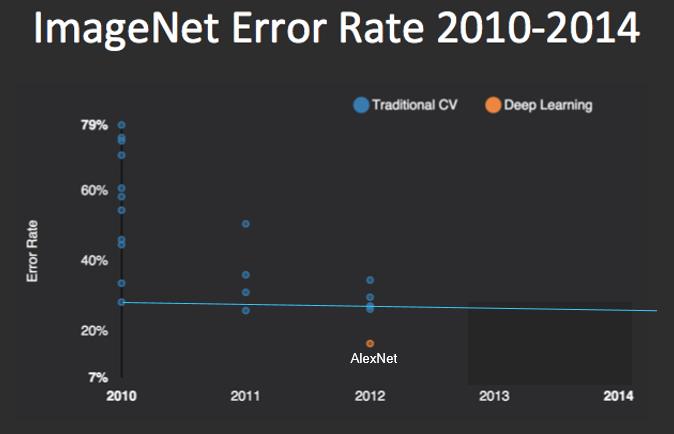 ImageNet Error Rate 2010-2014
Traditional CV
Deep Learning
79%
60%
40%
20%
7%
Error Rate
AlexNet
2010
2011
2012
2013
2014